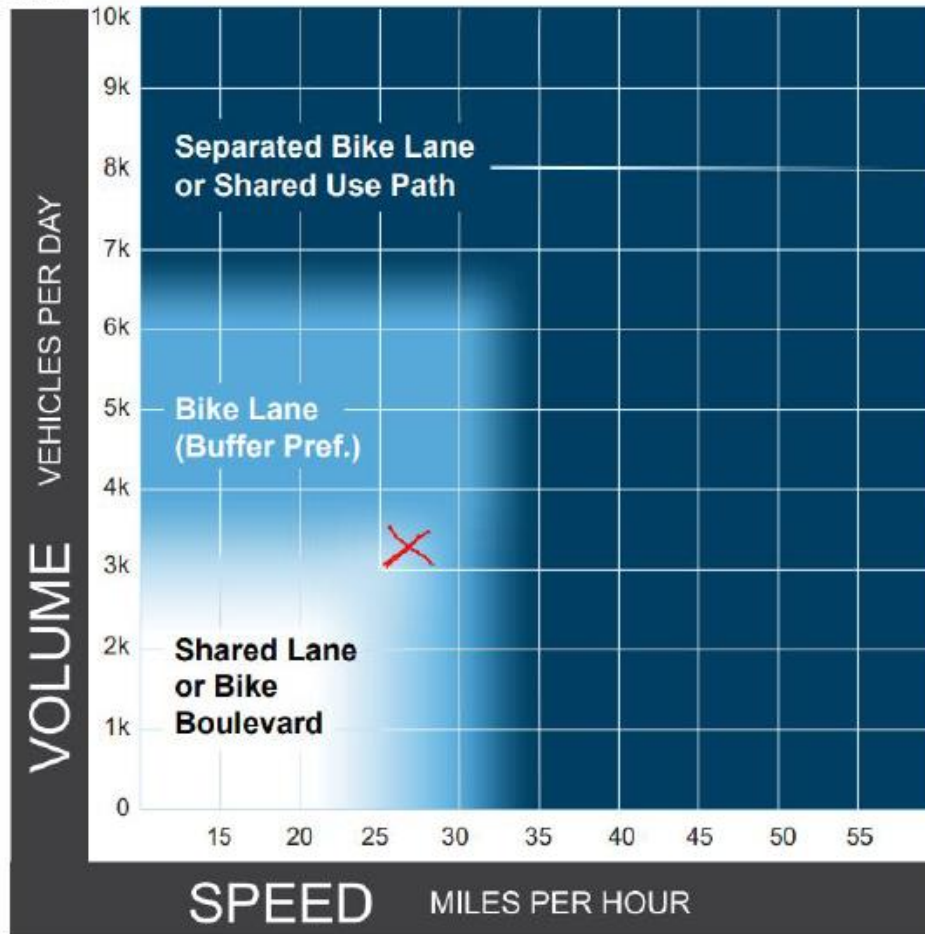 10k
9k
8k
7k
6k
5k
4k
3k
2k
1k
0
VOLUME VEHICLES PER DAY
Separated Bike Lane
or Shared Use Path
Bike Lane
(Buffer Pref.)
Shared Lane
or Bike
Boulevard
15 20 25 30 35 40 45 50 55
SPEED MILES PER HOUR